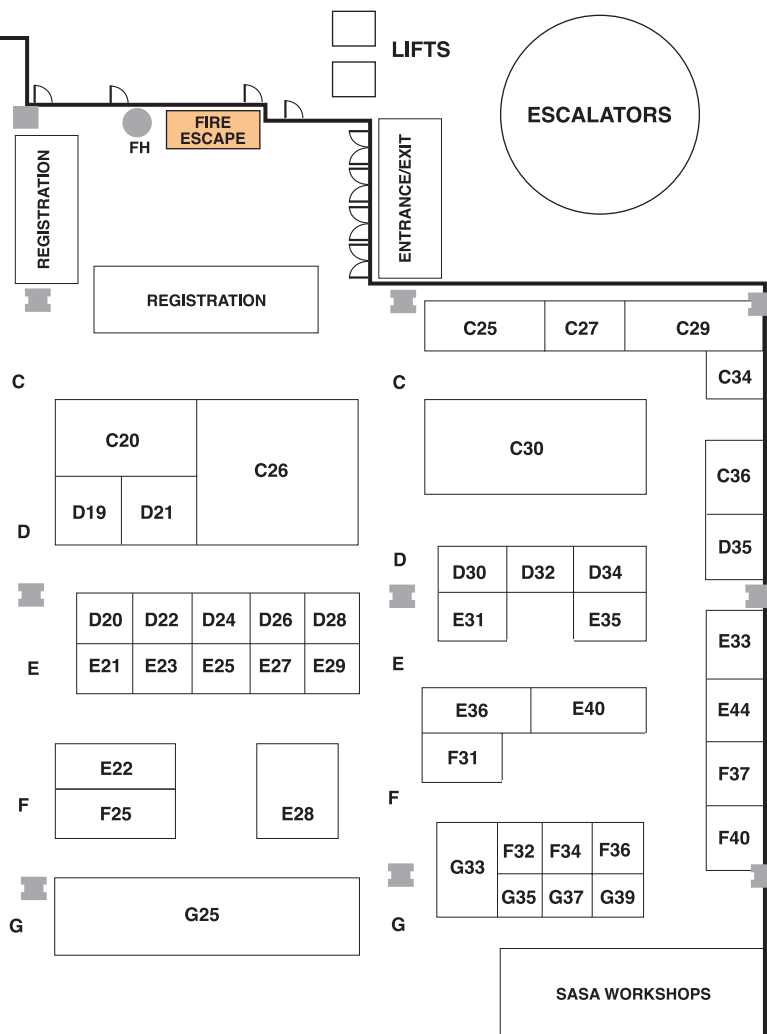 LIFTS
ESCALATORS
FIRE
ESCAPE
FH
REGISTRATION
ENTRANCE/EXIT
REGISTRATION
C25 C27 C29
C34
C C
C20
C26
C30
C36
D19 D21
D
D35
D
D30 D32 D34
D20 D22 D24 D26 D28
E31 E35
E33
E
E21 E23 E25 E27 E29
E
E36 E40
E44
F31
E22
F37
F
F25
E28
F
F32 F34 F36
F40
G33
G35 G37 G39
G25
G
G
SASA WORKSHOPS